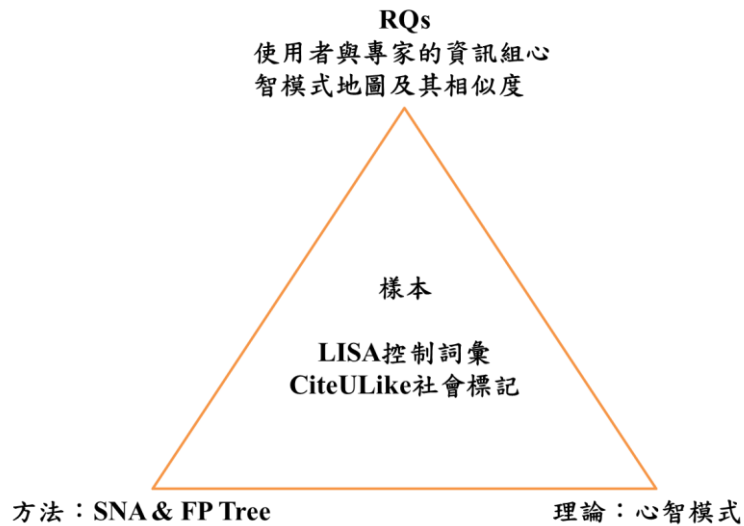 RQs
使用者與專家的資訊組心
智模式地圖及其相似度
樣本
LISA控制詞彙
CiteULike社會標記
方法：SNA & FP Tree
理論：心智模式